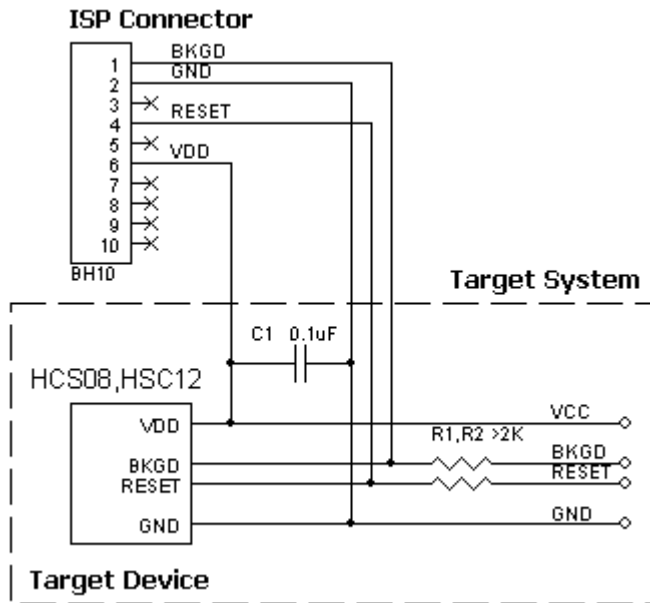 ISP Connector
BKGD
1
GND
2
3
RESET
4
5
VDD
6
7
8
9
10
BH10
Target System
C1 0.1uF
HCS08,HSC12
VDD
VCC
R1,R2 >2K
BKGD
BKGD
RESET
RESET
GND
GND
Target Device